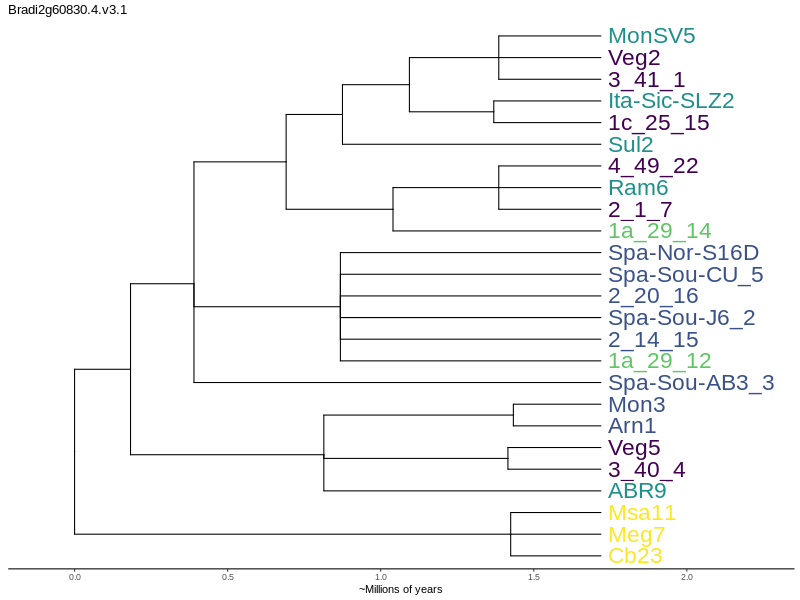 Bradi2g60830.4.v3.1
MonSV5
Veg2
3_41_1
Ita-Sic-SLZ2
1c_25_15
Sul2
4_49_22
Ram6
2_1_7
1a_29_14
Spa-Nor-S16D
Spa-Sou-CU_5
2_20_16
Spa-Sou-J6_2
2_14_15
1a_29_12
Spa-Sou-AB3_3
Mon3
Arn1
Veg5
3_40_4
ABR9
Msa11
Meg7
Cb23
0.0 0.5 1.0 1.5 2.0
~Millions of years